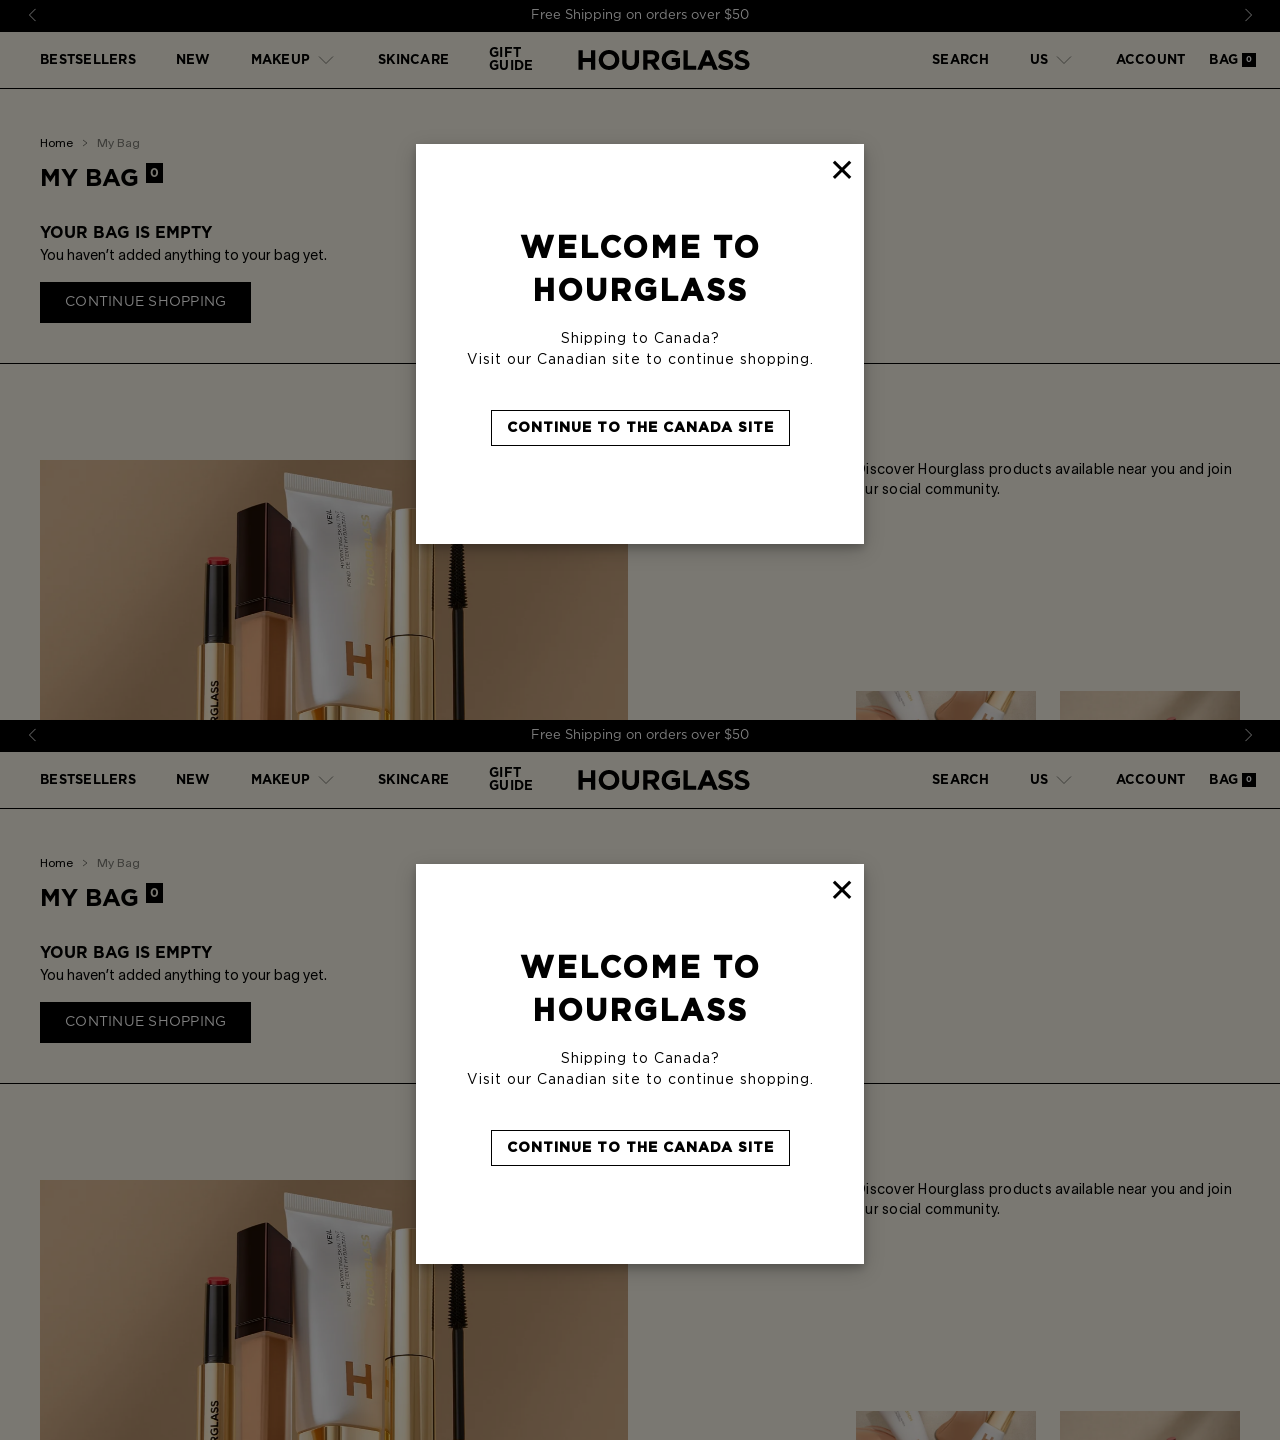 Free Shipping on orders over $50
BESTSELLERS NEW MAKEUP SKINCARE GIFT GUIDE HOURGLASS SEARCH US ACCOUNT BAG 0
Home > My Bag
MY BAG 0
YOUR BAG IS EMPTY
You haven't added anything to your bag yet.
CONTINUE SHOPPING
WELCOME TO
HOURGLASS
Shipping to Canada?
Visit our Canadian site to continue shopping.
CONTINUE TO THE CANADA SITE
Hourglass products available near you and join
social community.
VEIL
HOURGLASS
H
Free Shipping on orders over $50
BESTSELLERS NEW MAKEUP SKINCARE GIFT GUIDE HOURGLASS SEARCH US ACCOUNT BAG 0
Home > My Bag
MY BAG 0
YOUR BAG IS EMPTY
You haven't added anything to your bag yet.
CONTINUE SHOPPING
WELCOME TO
HOURGLASS
Shipping to Canada?
Visit our Canadian site to continue shopping.
CONTINUE TO THE CANADA SITE
Hourglass products available near you and join
social community.
VEIL
HOURGLASS
H